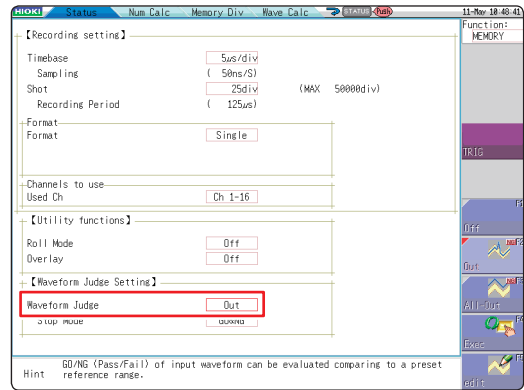 HIOKI Status Num Calc Memory Div Wave Calc STATUS Push 11-May 10:48:41
Function:
MEMORY
【Recording setting】
Timebase 5µs/div
Sampling ( 50ns/S)
Shot 25div (MAX 50000div)
Recording Period ( 125µs)
Format
Format Single
TRIG
Channels to use
Used Ch Ch 1-16
F1
Off
【Utility functions】
Roll Mode Off
Overlay Off
F2
Out
【Waveform Judge Setting】
Waveform Judge Out
All-Out
Stop Mode GO&NG
Exec
Hint GO/NG (Pass/Fail) of input waveform can be evaluated comparing to a preset
reference range.
edit